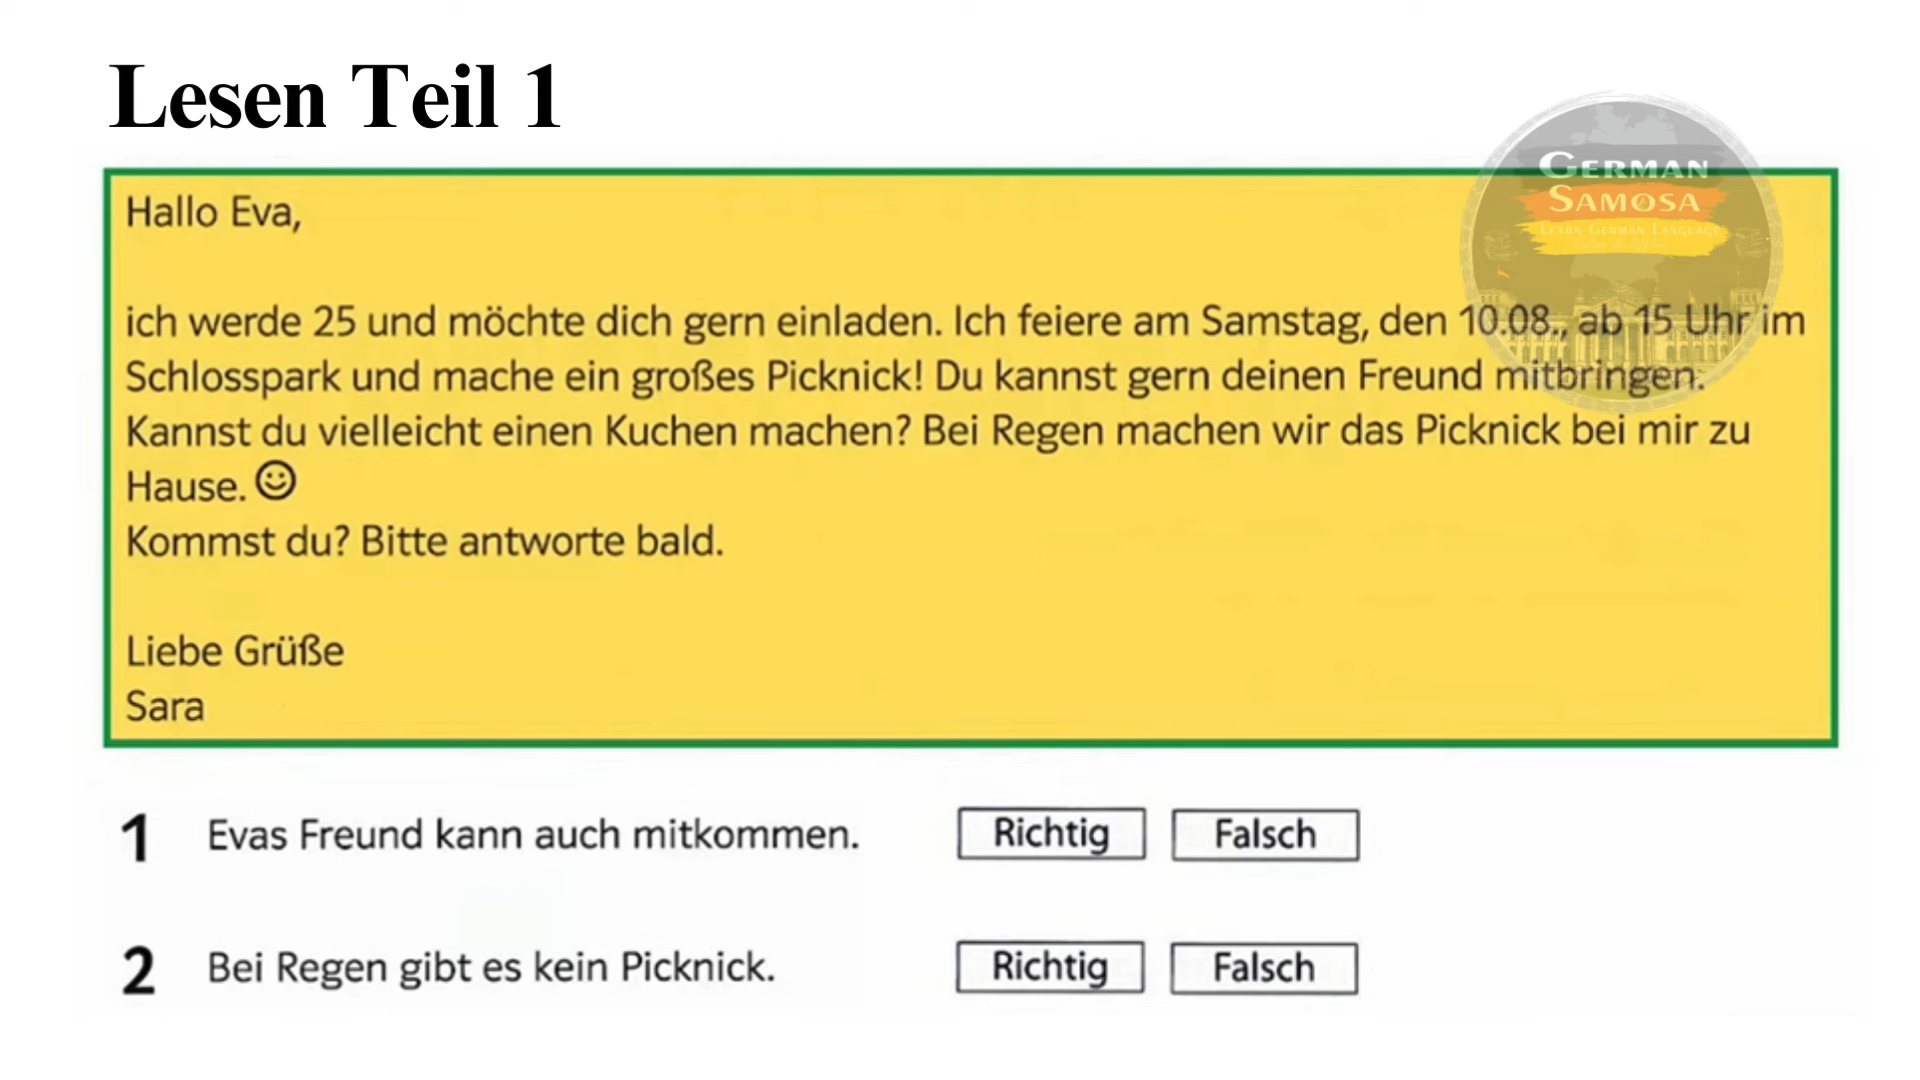 Lesen Teil 1
GERMAN
SAMOSA
LEARN GERMAN LANGUAGE
Hallo Eva,
ich werde 25 und möchte dich gern einladen. Ich feiere am Samstag, den 10.08., ab 15 Uhr im
Schlosspark und mache ein großes Picknick! Du kannst gern deinen Freund mitbringen.
Kannst du vielleicht einen Kuchen machen? Bei Regen machen wir das Picknick bei mir zu
Hause. ☺
Kommst du? Bitte antworte bald.
Liebe Grüße
Sara
1 Evas Freund kann auch mitkommen. Richtig Falsch
2 Bei Regen gibt es kein Picknick. Richtig Falsch